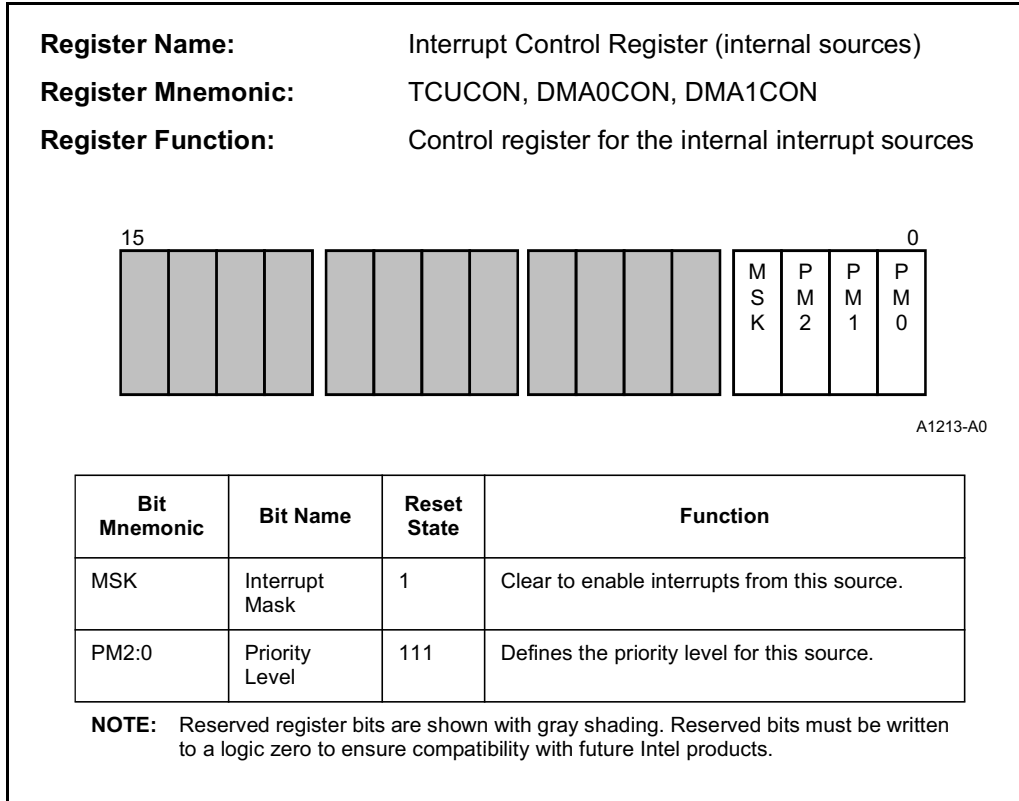 Register Name: Interrupt Control Register (internal sources)
Register Mnemonic: TCUCON, DMA0CON, DMA1CON
Register Function: Control register for the internal interrupt sources
15 0
M P P P
S M M M
K 2 1 0
A1213-A0
Bit Reset
Mnemonic Bit Name State Function
MSK Interrupt 1 Clear to enable interrupts from this source.
Mask
PM2:0 Priority 111 Defines the priority level for this source.
Level
NOTE: Reserved register bits are shown with gray shading. Reserved bits must be written
to a logic zero to ensure compatibility with future Intel products.